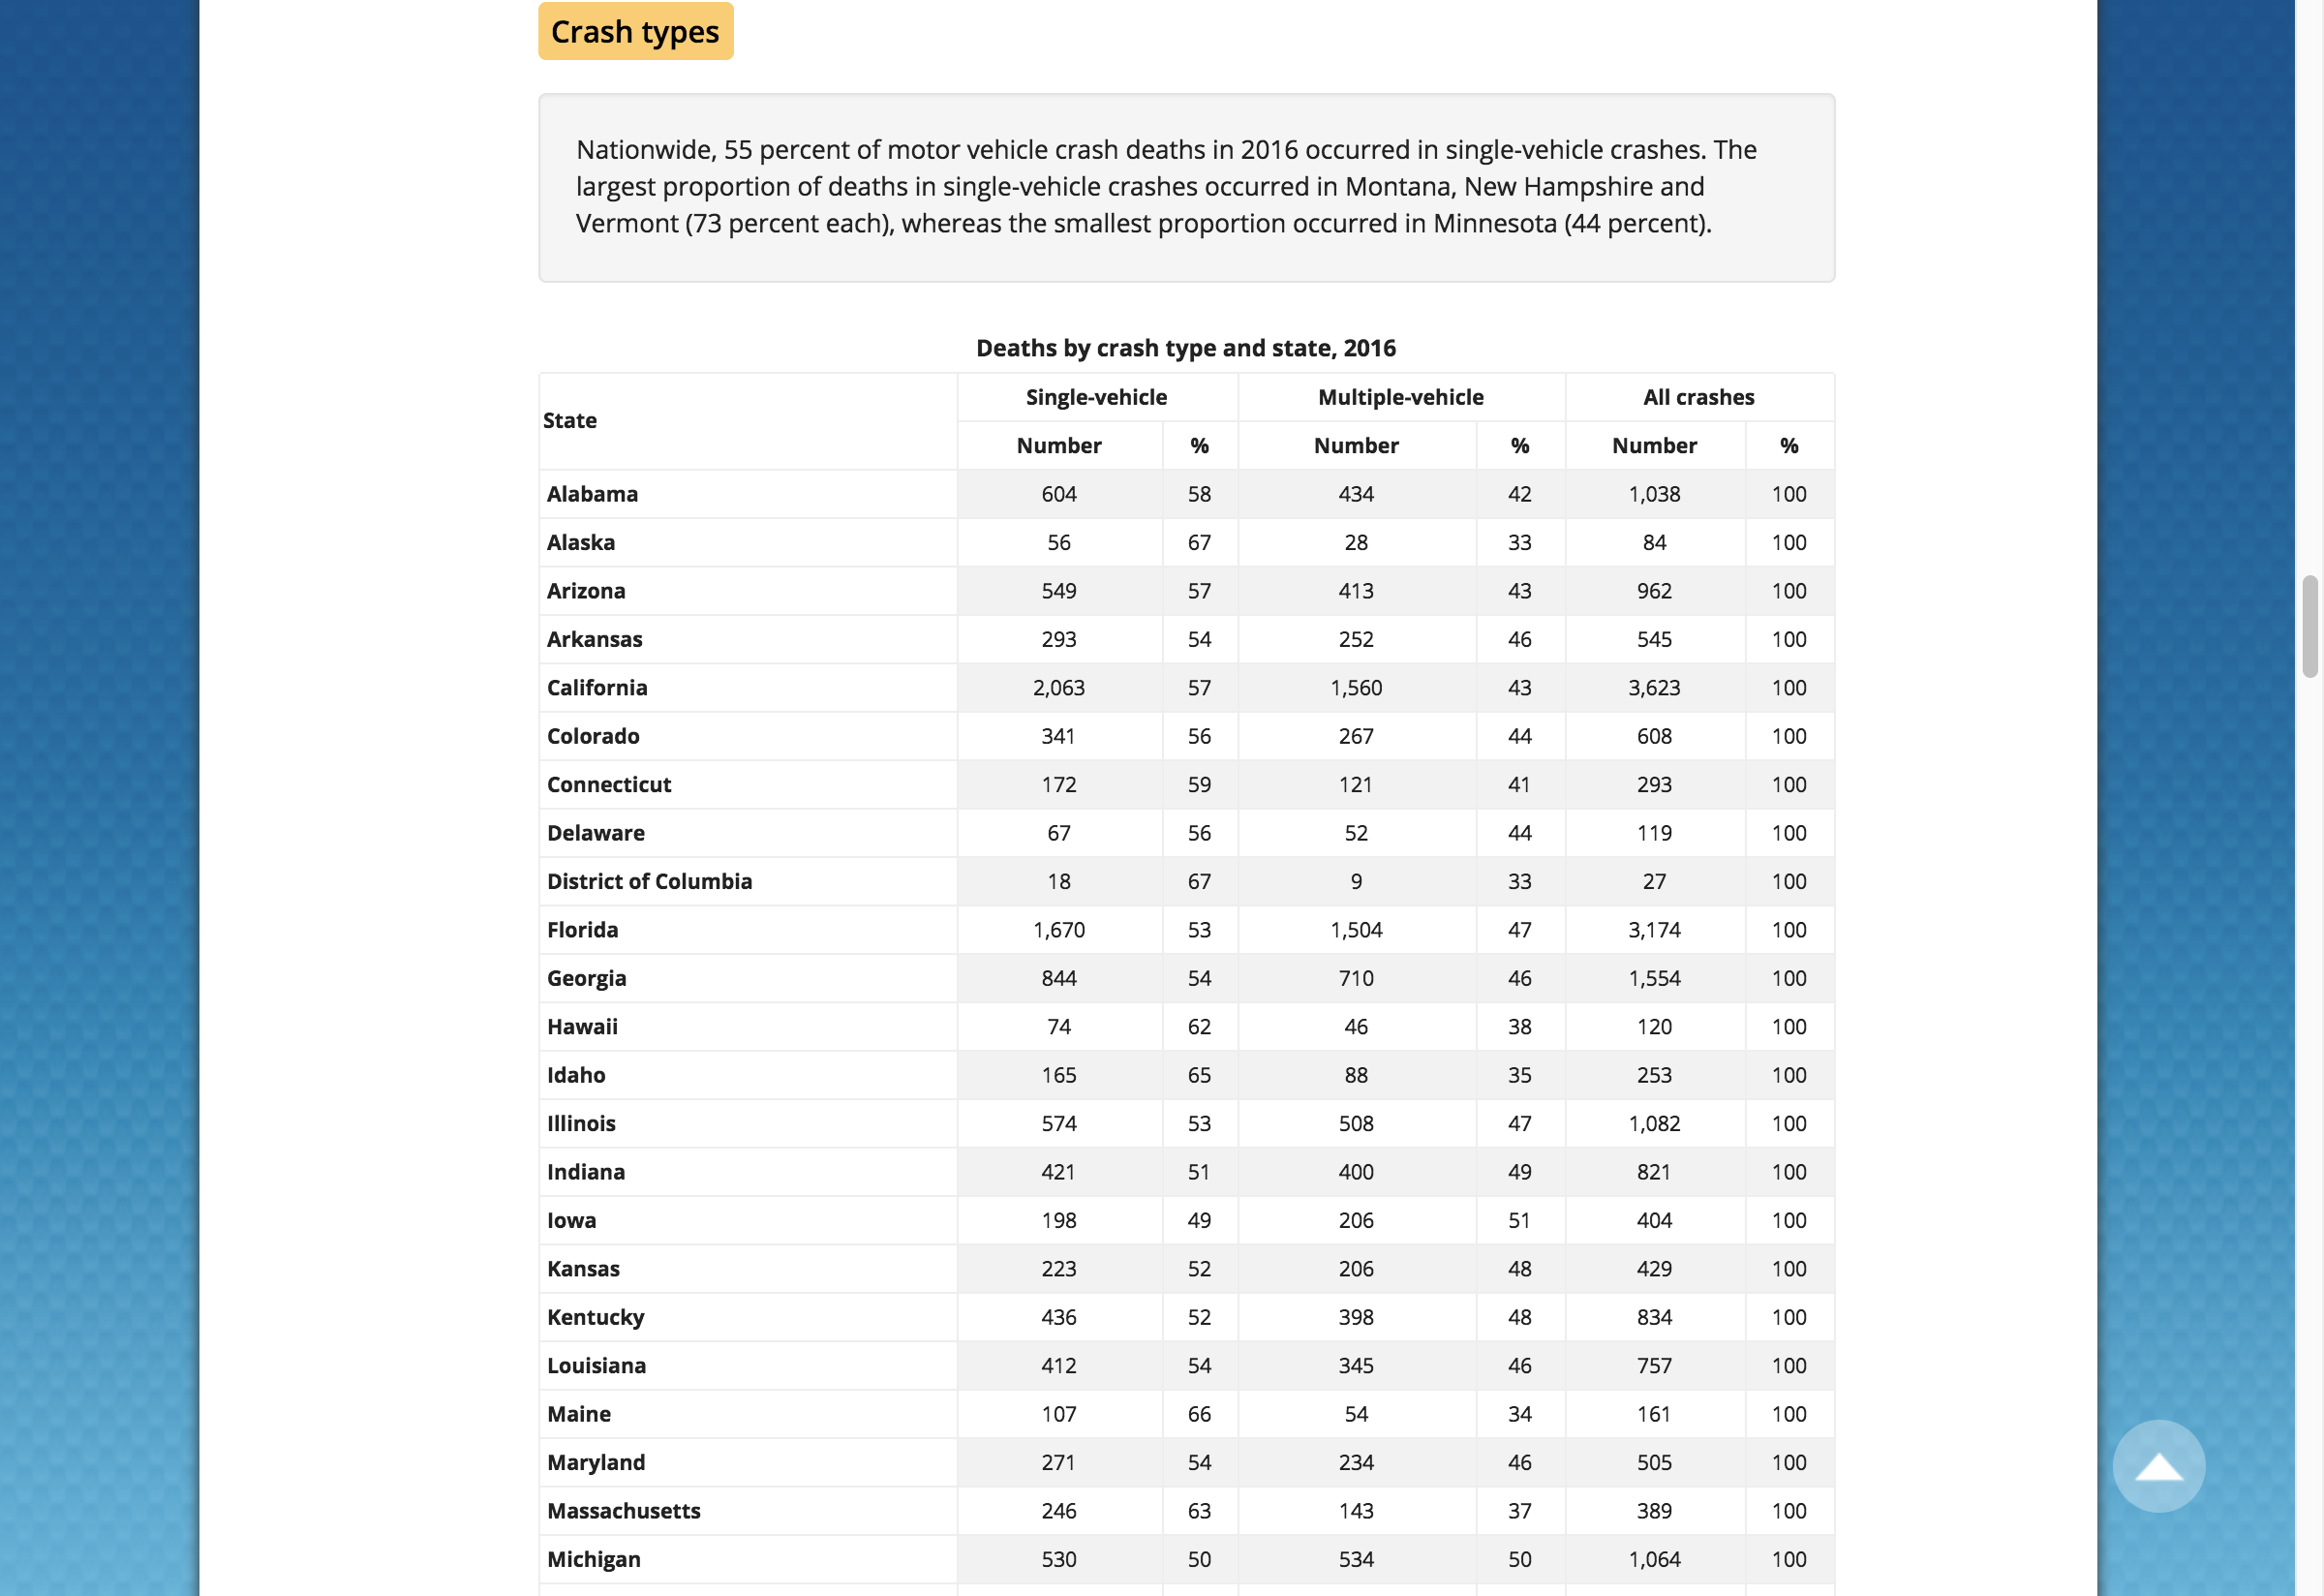 Crash types
Nationwide, 55 percent of motor vehicle crash deaths in 2016 occurred in single-vehicle crashes. The
largest proportion of deaths in single-vehicle crashes occurred in Montana, New Hampshire and
Vermont (73 percent each), whereas the smallest proportion occurred in Minnesota (44 percent).
Deaths by crash type and state, 2016
State Single-vehicle Multiple-vehicle All crashes
Number % Number % Number %
Alabama 604 58 434 42 1,038 100
Alaska 56 67 28 33 84 100
Arizona 549 57 413 43 962 100
Arkansas 293 54 252 46 545 100
California 2,063 57 1,560 43 3,623 100
Colorado 341 56 267 44 608 100
Connecticut 172 59 121 41 293 100
Delaware 67 56 52 44 119 100
District of Columbia 18 67 9 33 27 100
Florida 1,670 53 1,504 47 3,174 100
Georgia 844 54 710 46 1,554 100
Hawaii 74 62 46 38 120 100
Idaho 165 65 88 35 253 100
Illinois 574 53 508 47 1,082 100
Indiana 421 51 400 49 821 100
Iowa 198 49 206 51 404 100
Kansas 223 52 206 48 429 100
Kentucky 436 52 398 48 834 100
Louisiana 412 54 345 46 757 100
Maine 107 66 54 34 161 100
Maryland 271 54 234 46 505 100
Massachusetts 246 63 143 37 389 100
Michigan 530 50 534 50 1,064 100